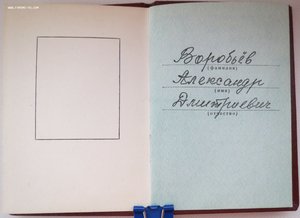 Воробьёв
(фамилия)
Александр
(имя)
Дмитриевич
(отчество)